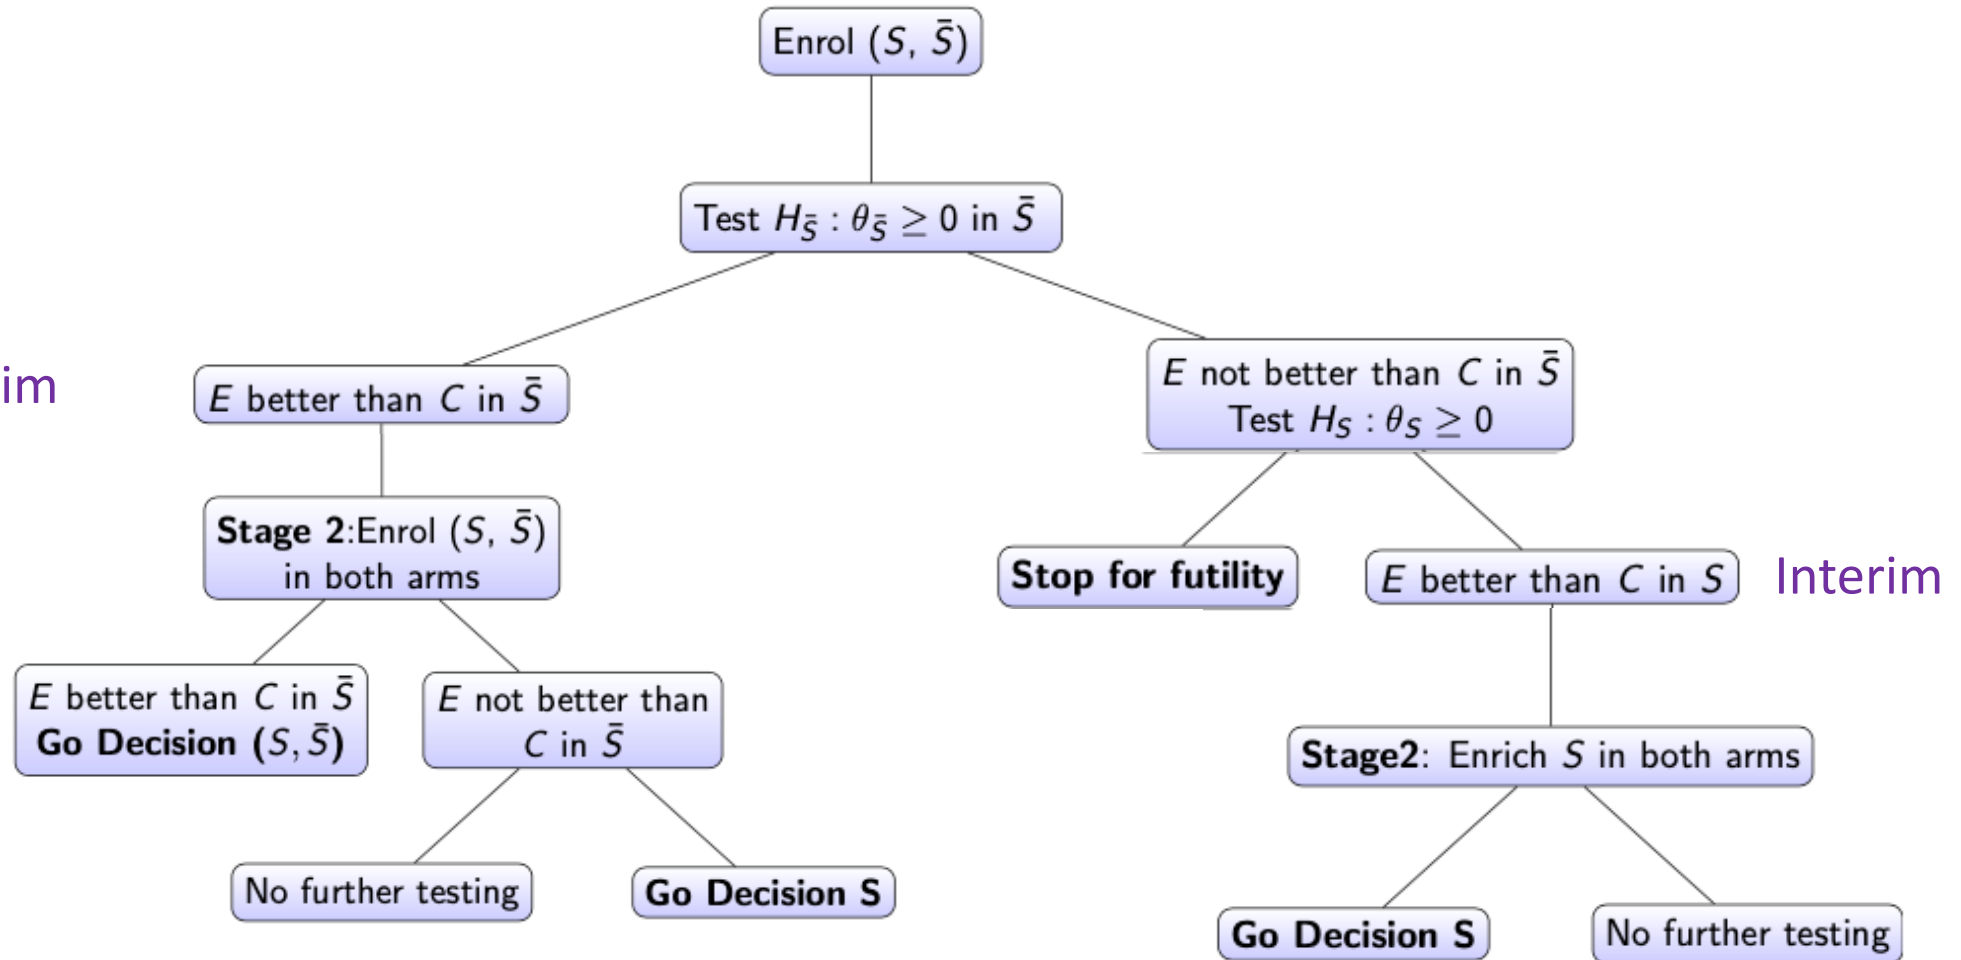 Enrol (S, S̄)
Test H_S̄ : θ_S̄ ≥ 0 in S̄
im
E better than C in S̄
E not better than C in S̄
Test H_S : θ_S ≥ 0
Stage 2:Enrol (S, S̄)
in both arms
Stop for futility
E better than C in S
Interim
E better than C in S̄
Go Decision (S, S̄)
E not better than
C in S̄
Stage2: Enrich S in both arms
No further testing
Go Decision S
Go Decision S
No further testing